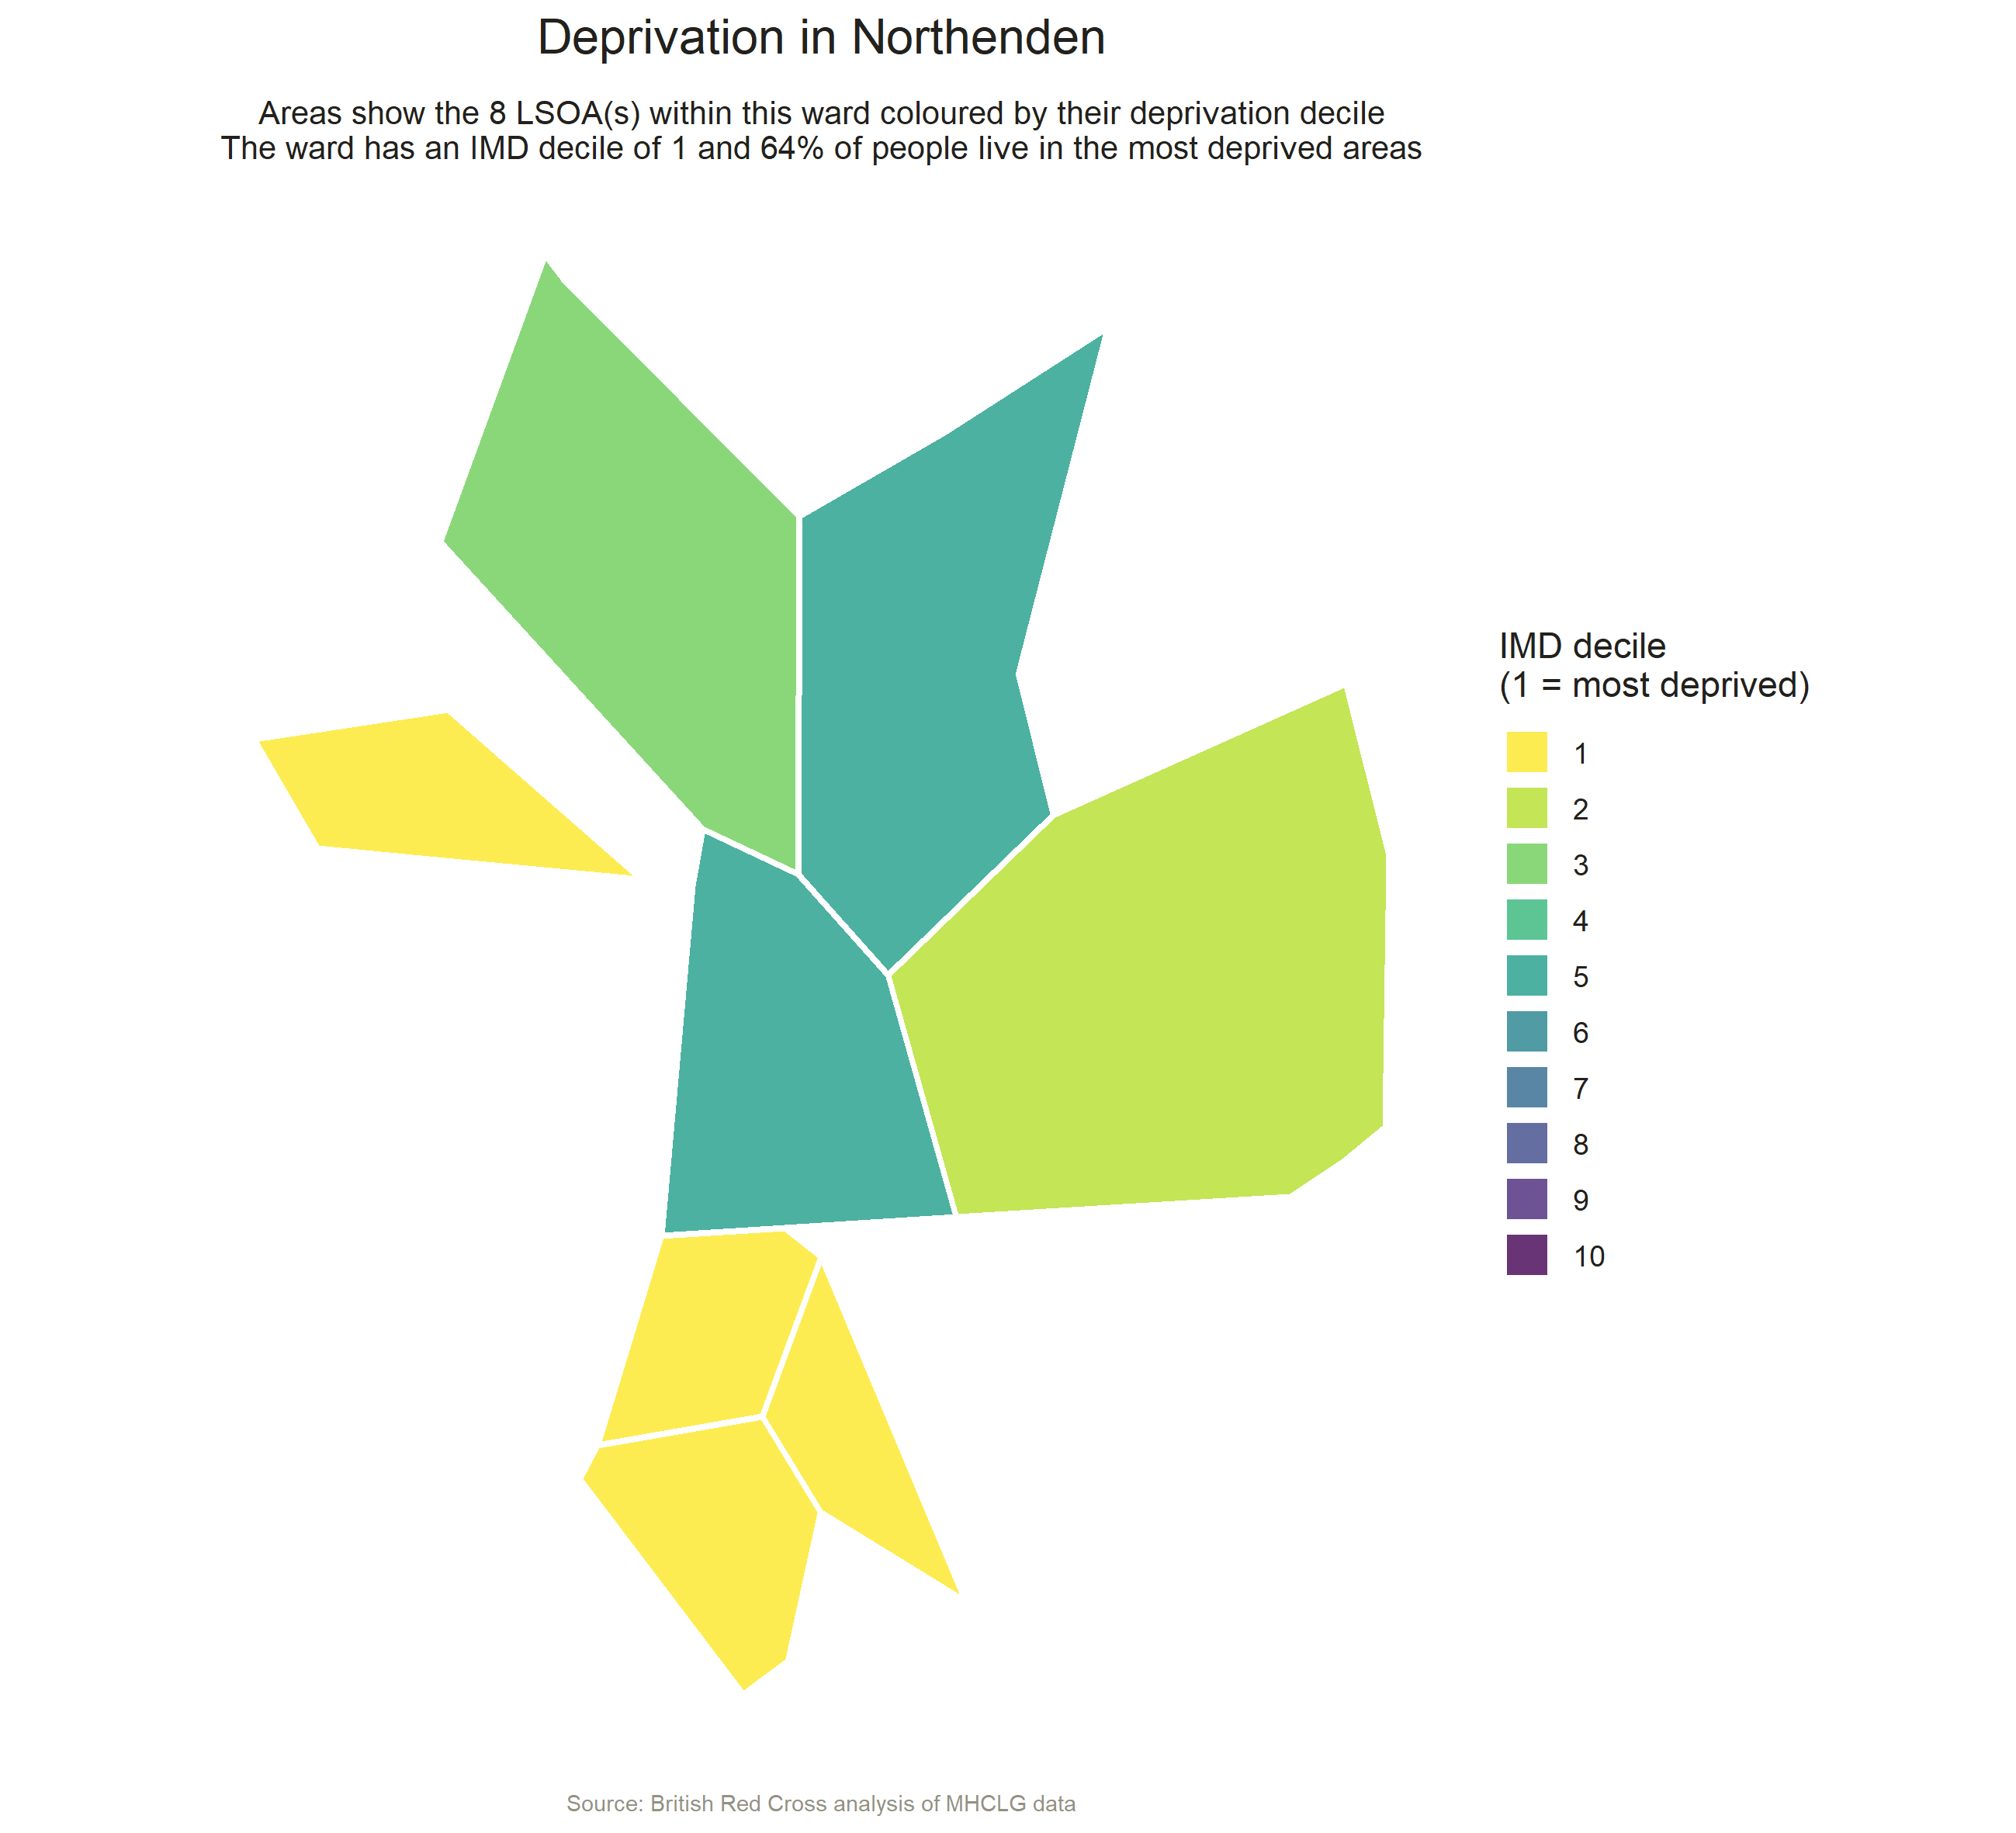 Deprivation in Northenden
Areas show the 8 LSOA(s) within this ward coloured by their deprivation decile
The ward has an IMD decile of 1 and 64% of people live in the most deprived areas
IMD decile
(1 = most deprived)
1
2
3
4
5
6
7
8
9
10
Source: British Red Cross analysis of MHCLG data